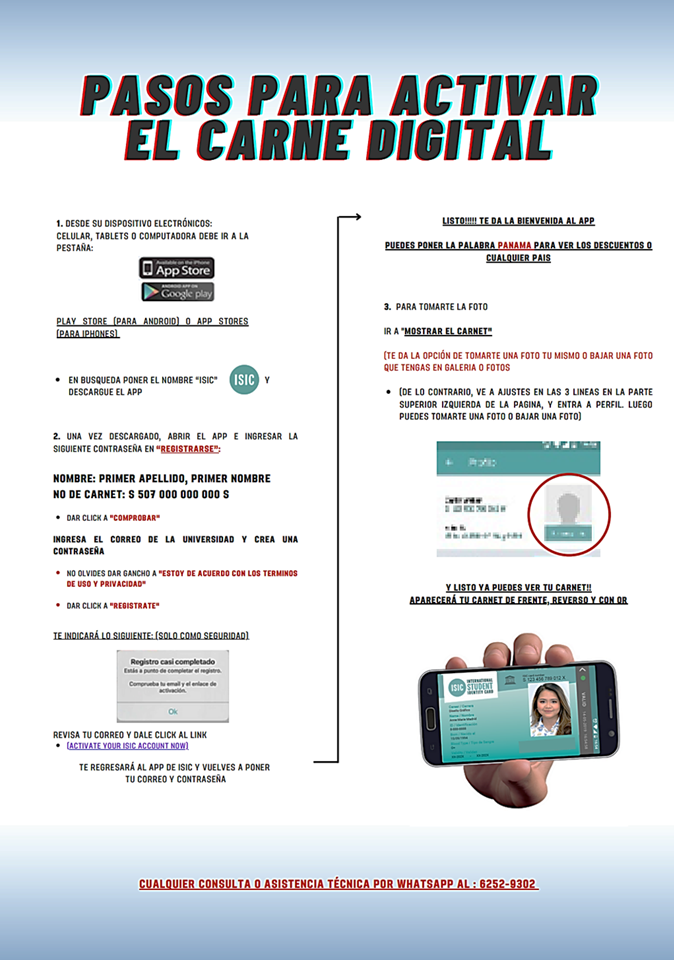 PASOS PARA ACTIVAR
EL CARNE DIGITAL
1. DESDE SU DISPOSITIVO ELECTRÓNICOS:
CELULAR, TABLETS O COMPUTADORA DEBE IR A LA
PESTAÑA:
Available on the iPhone
App Store
ANDROID APP ON
Google play
PLAY STORE (PARA ANDROID) O APP STORES
(PARA IPHONES)
• EN BUSQUEDA PONER EL NOMBRE "ISIC" ISIC Y
DESCARGUE EL APP
2. UNA VEZ DESCARGADO, ABRIR EL APP E INGRESAR LA
SIGUIENTE CONTRASEÑA EN "REGISTRARSE":
NOMBRE: PRIMER APELLIDO, PRIMER NOMBRE
NO DE CARNET: S 507 000 000 000 S
• DAR CLICK A "COMPROBAR"
INGRESA EL CORREO DE LA UNIVERSIDAD Y CREA UNA
CONTRASEÑA
• NO OLVIDES DAR GANCHO A "ESTOY DE ACUERDO CON LOS TERMINOS
DE USO Y PRIVACIDAD"
• DAR CLICK A "REGISTRATE"
TE INDICARÁ LO SIGUIENTE: (SOLO COMO SEGURIDAD)
Registro casi completado
Estás a punto de completar el registro.
Comprueba tu email y el enlace de
activación.
Ok
REVISA TU CORREO Y DALE CLICK AL LINK
• (ACTIVATE YOUR ISIC ACCOUNT NOW)
TE REGRESARÁ AL APP DE ISIC Y VUELVES A PONER
TU CORREO Y CONTRASEÑA
LISTO!!!!! TE DA LA BIENVENIDA AL APP
PUEDES PONER LA PALABRA PANAMA PARA VER LOS DESCUENTOS O
CUALQUIER PAIS
3. PARA TOMARTE LA FOTO
IR A "MOSTRAR EL CARNET"
(TE DA LA OPCIÓN DE TOMARTE UNA FOTO TU MISMO O BAJAR UNA FOTO
QUE TENGAS EN GALERIA O FOTOS
• (DE LO CONTRARIO, VE A AJUSTES EN LAS 3 LINEAS EN LA PARTE
SUPERIOR IZQUIERDA DE LA PAGINA, Y ENTRA A PERFIL. LUEGO
PUEDES TOMARTE UNA FOTO O BAJAR UNA FOTO)
Profile
Y LISTO YA PUEDES VER TU CARNET!!
APARECERÁ TU CARNET DE FRENTE, REVERSO Y CON QR
ISIC
INTERNATIONAL
STUDENT
IDENTITY CARD
CUALQUIER CONSULTA O ASISTENCIA TÉCNICA POR WHATSAPP AL : 6252-9302